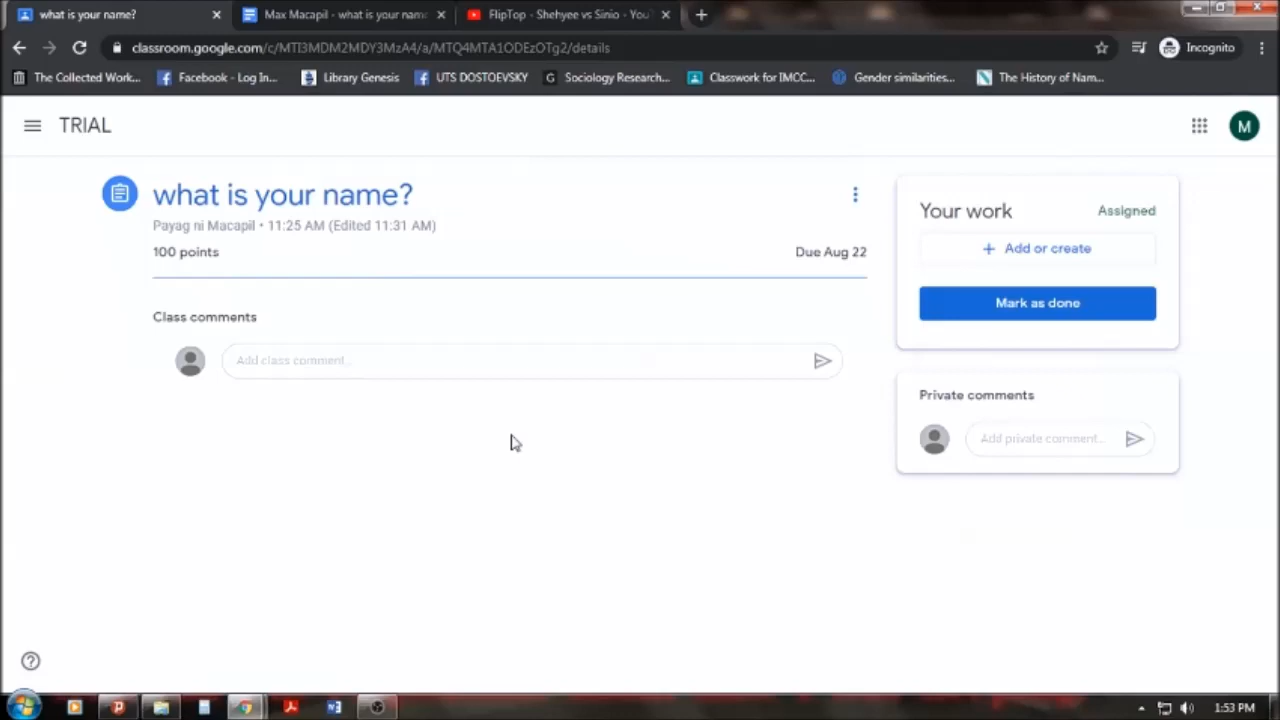 what is your name?
Max Macapil - what is your name
FlipTop - Shehyee vs Sinio - You
classroom.google.com/c/MTI3MDM2MDY3MzA4/a/MTQ4MTA1ODEzOTg2/details
Incognito
The Collected Work...
Facebook - Log In...
Library Genesis
UTS DOSTOEVSKY
G
Sociology Research...
Classwork for IMCC...
Gender similarities...
The History of Nam...
TRIAL
M
what is your name?
Payag ni Macapil • 11:25 AM (Edited 11:31 AM)
100 points
Due Aug 22
Class comments
Add class comment...
Your work
Assigned
+ Add or create
Mark as done
Private comments
Add private comment...
1:53 PM